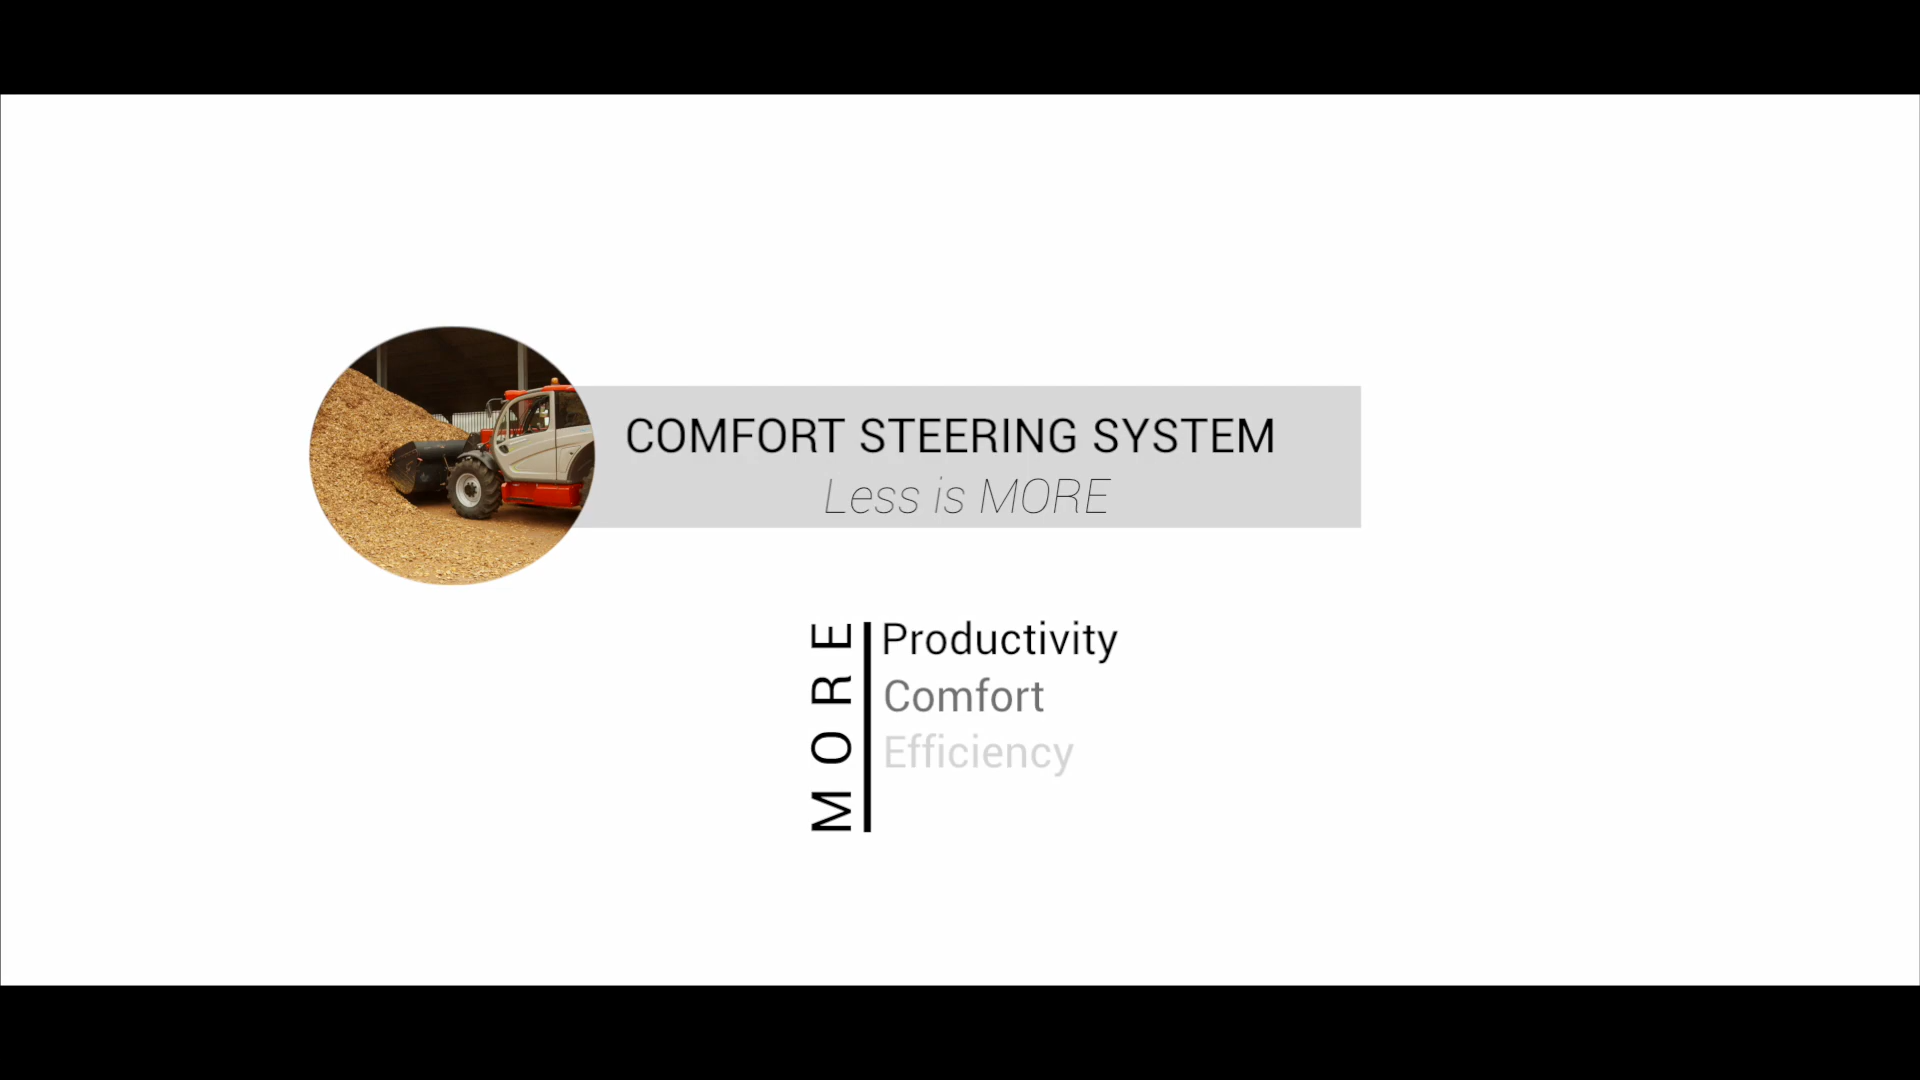 COMFORT STEERING SYSTEM
Less is MORE
MORE
Productivity
Comfort
Efficiency